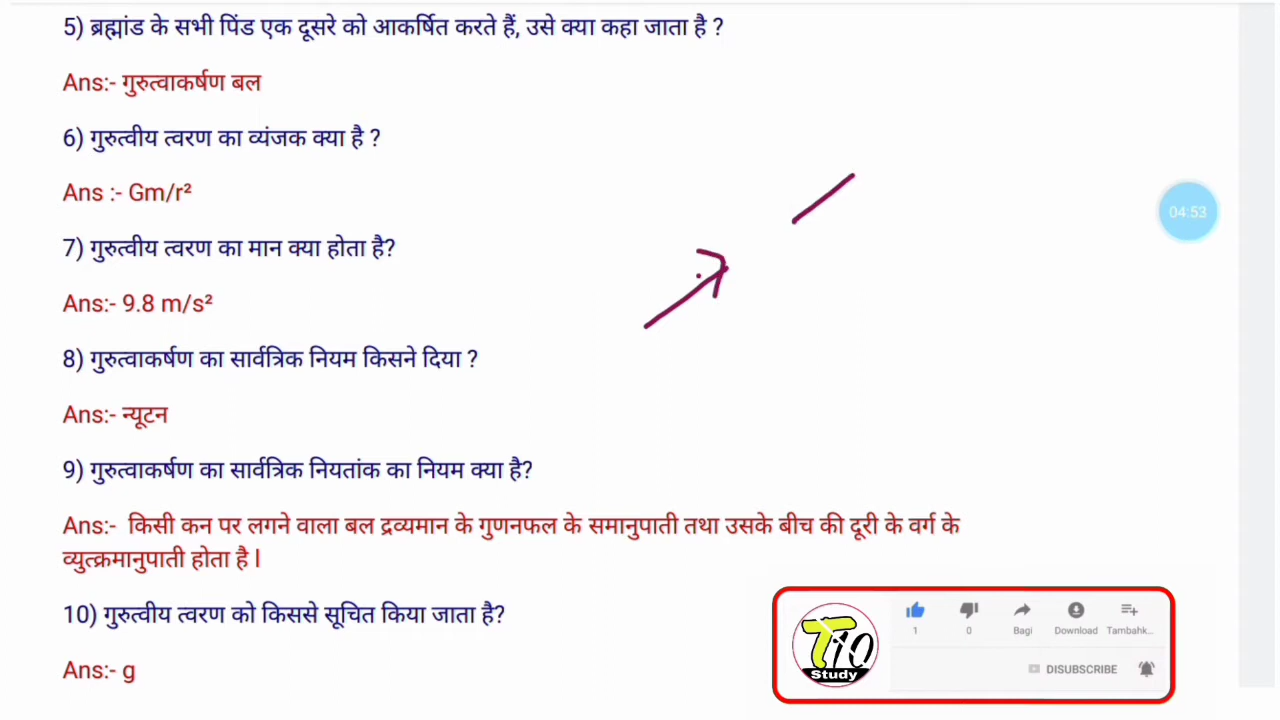 5) ब्रह्मांड के सभी पिंड एक दूसरे को आकर्षित करते हैं, उसे क्या कहा जाता है ?
Ans:- गुरुत्वाकर्षण बल
6) गुरुत्वीय त्वरण का व्यंजक क्या है ?
Ans :- Gm/r²
7) गुरुत्वीय त्वरण का मान क्या होता है?
04:53
Ans:- 9.8 m/s²
8) गुरुत्वाकर्षण का सार्वत्रिक नियम किसने दिया ?
Ans:- न्यूटन
9) गुरुत्वाकर्षण का सार्वत्रिक नियतांक का नियम क्या है?
Ans:- किसी कन पर लगने वाला बल द्रव्यमान के गुणनफल के समानुपाती तथा उसके बीच की दूरी के वर्ग के
व्युत्क्रमानुपाती होता है l
10) गुरुत्वीय त्वरण को किससे सूचित किया जाता है?
Ans:- g
T10
Study
1 0 Bagi Download Tambahk...
DISUBSCRIBE